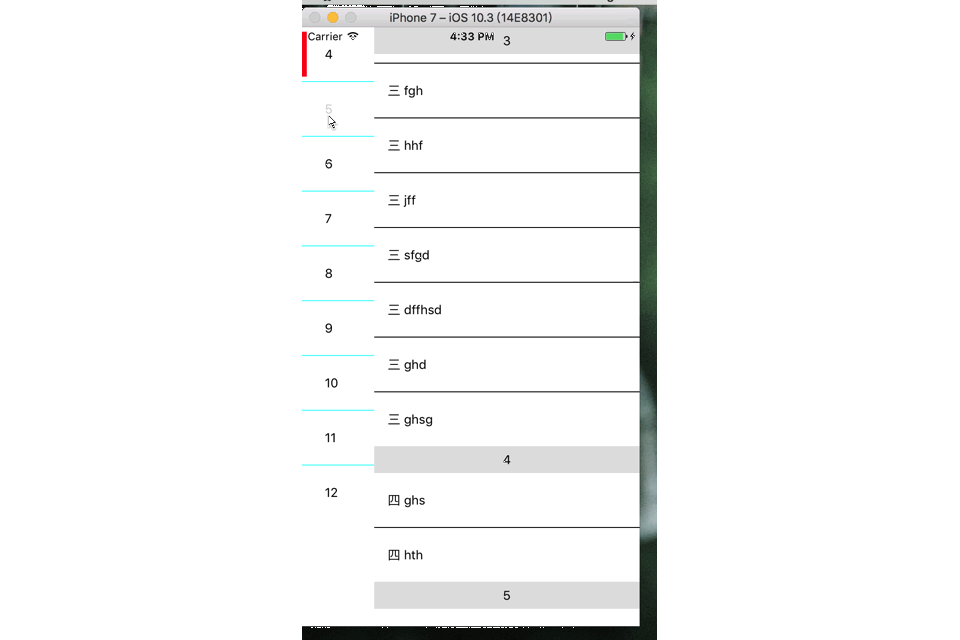 iPhone 7 – iOS 10.3 (14E8301)
Carrier 4:33 PM
3
4
5
6
7
8
9
10
11
12
三 fgh
三 hhf
三 jff
三 sfgd
三 dffhsd
三 ghd
三 ghsg
4
四 ghs
四 hth
5